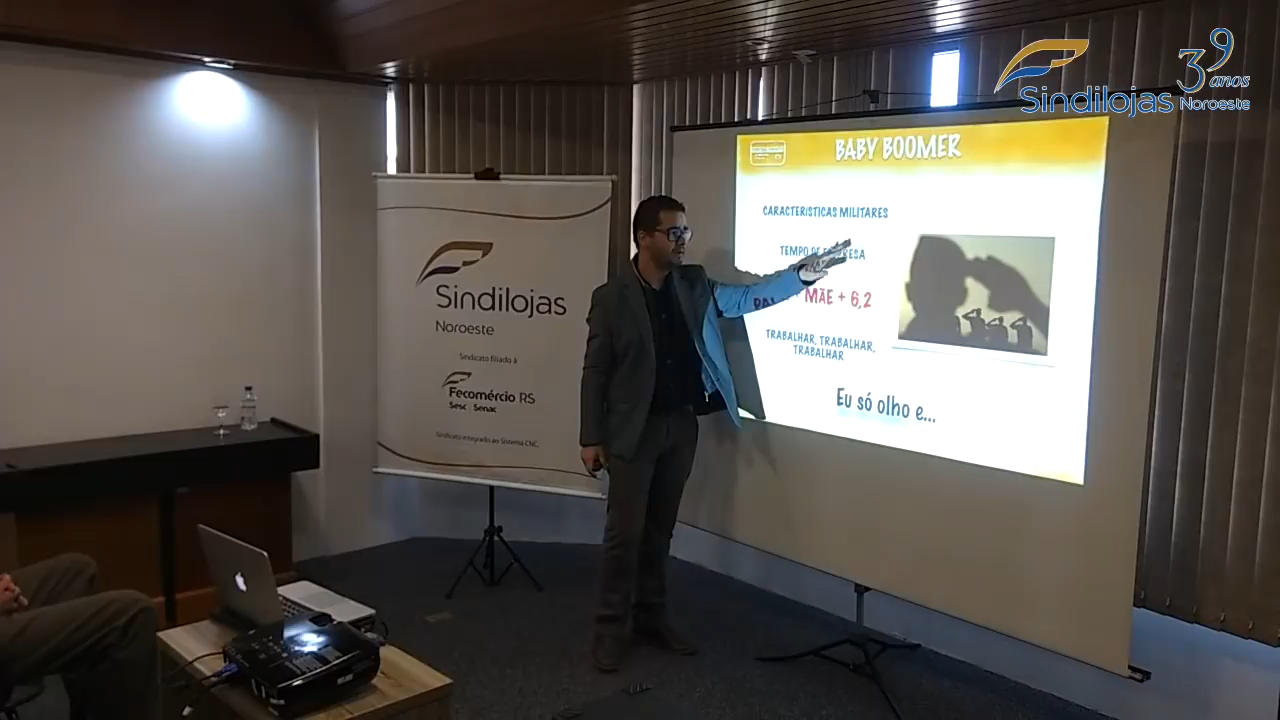 39
anos
Sindilojas Noroeste
BABY BOOMER
CARACTERISTICAS MILITARES
TEMPO DE EMPRESA
MÃE + 6,2
TRABALHAR, TRABALHAR,
TRABALHAR
Eu só olho e...
Sindilojas
Noroeste
Sindicato filiado à
Fecomércio RS
Sesc Senac
Sindicato integrado ao Sistema CNC.